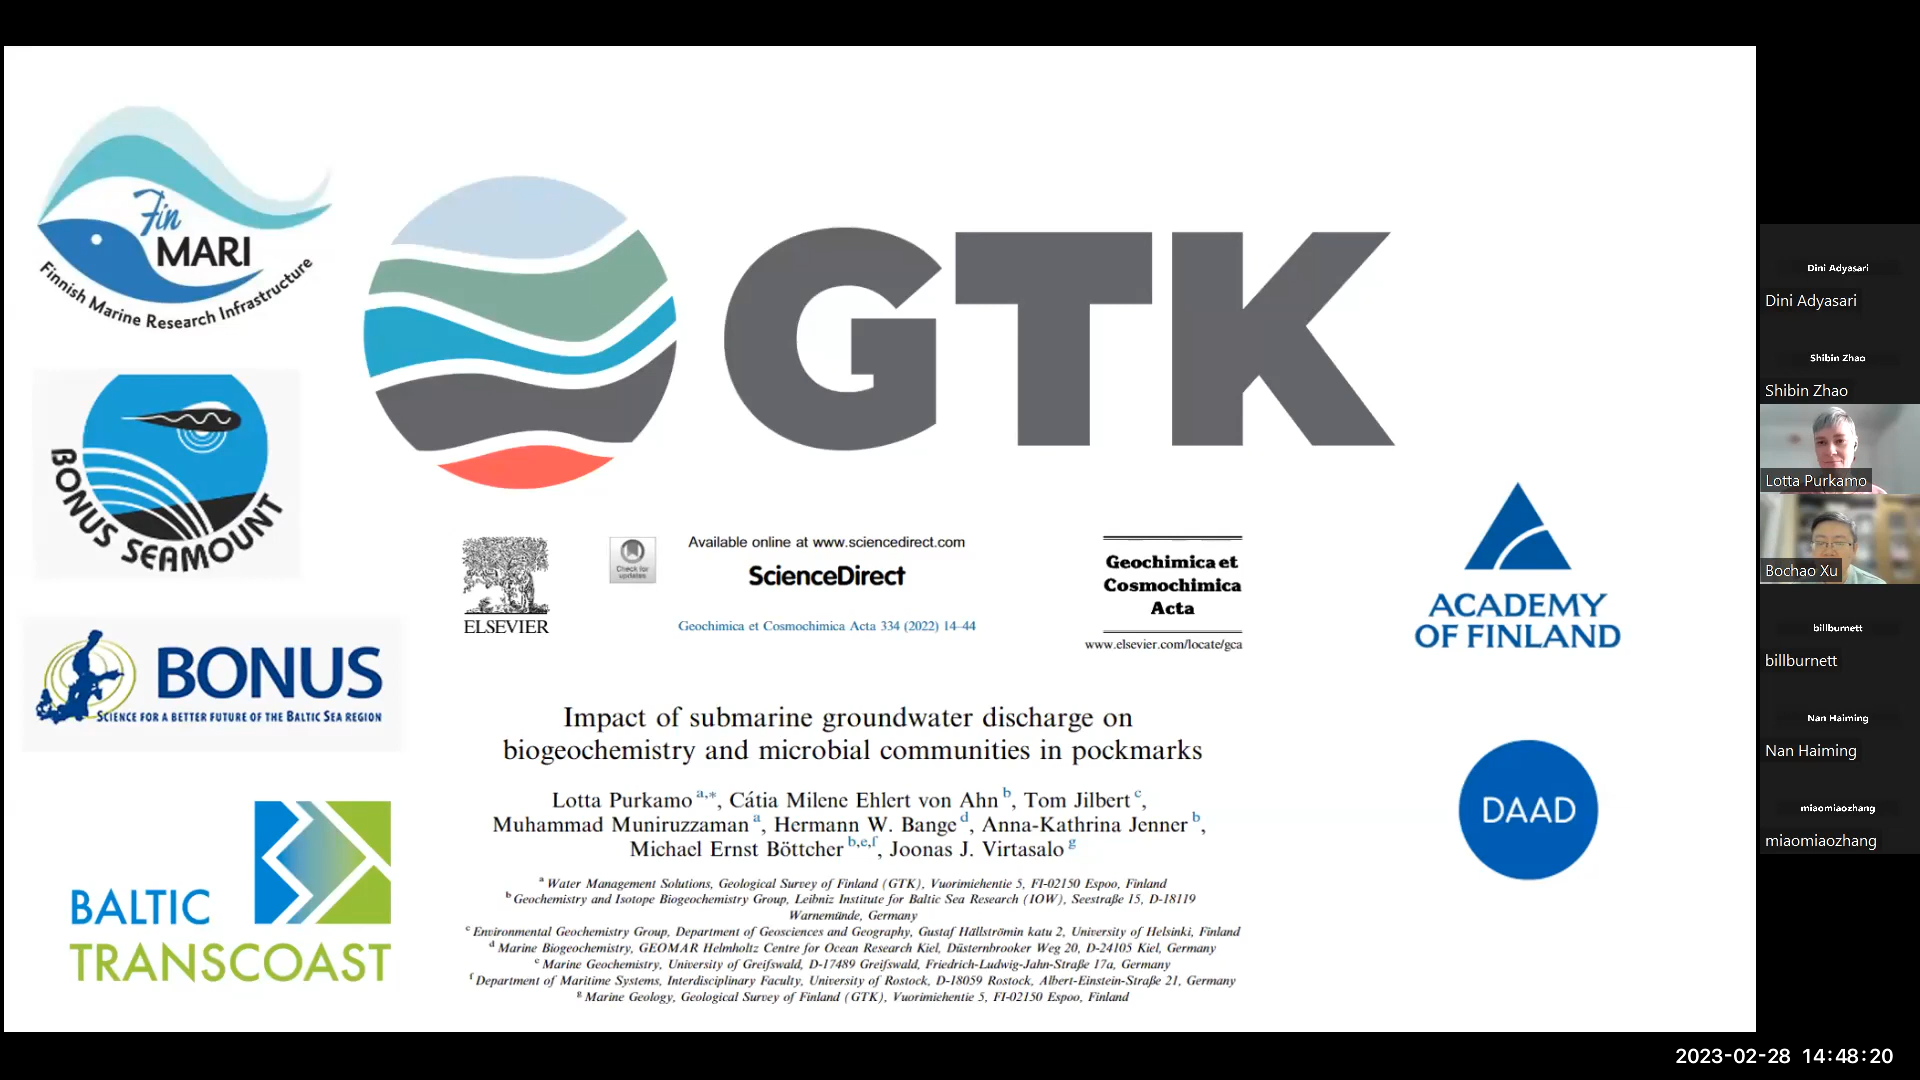 Fin
MARI
Finnish Marine Research Infrastructure
GTK
BONUS SEAMOUNT
BONUS
SCIENCE FOR A BETTER FUTURE OF THE BALTIC SEA REGION
BALTIC
TRANSCOAST
ELSEVIER
Check for
updates
Available online at www.sciencedirect.com
ScienceDirect
Geochimica et Cosmochimica Acta 334 (2022) 14–44
Geochimica et
Cosmochimica
Acta
www.elsevier.com/locate/gca
Impact of submarine groundwater discharge on
biogeochemistry and microbial communities in pockmarks
Lotta Purkamo a,*, Cátia Milene Ehlert von Ahn b, Tom Jilbert c,
Muhammad Muniruzzaman a, Hermann W. Bange d, Anna-Kathrina Jenner b,
Michael Ernst Böttcher b,e,f, Joonas J. Virtasalo g
a Water Management Solutions, Geological Survey of Finland (GTK), Vuorimiehentie 5, FI-02150 Espoo, Finland
b Geochemistry and Isotope Biogeochemistry Group, Leibniz Institute for Baltic Sea Research (IOW), Seestraße 15, D-18119
Warnemünde, Germany
c Environmental Geochemistry Group, Department of Geosciences and Geography, Gustaf Hällströmin katu 2, University of Helsinki, Finland
d Marine Biogeochemistry, GEOMAR Helmholtz Centre for Ocean Research Kiel, Düsternbrooker Weg 20, D-24105 Kiel, Germany
e Marine Geochemistry, University of Greifswald, D-17489 Greifswald, Friedrich-Ludwig-Jahn-Straße 17a, Germany
f Department of Maritime Systems, Interdisciplinary Faculty, University of Rostock, D-18059 Rostock, Albert-Einstein-Straße 21, Germany
g Marine Geology, Geological Survey of Finland (GTK), Vuorimiehentie 5, FI-02150 Espoo, Finland
ACADEMY
OF FINLAND
DAAD
Dini Adyasari
Dini Adyasari
Shibin Zhao
Shibin Zhao
Lotta Purkamo
Bochao Xu
billburnett
billburnett
Nan Haiming
Nan Haiming
miaomiaozhang
miaomiaozhang
2023-02-28 14:48:20